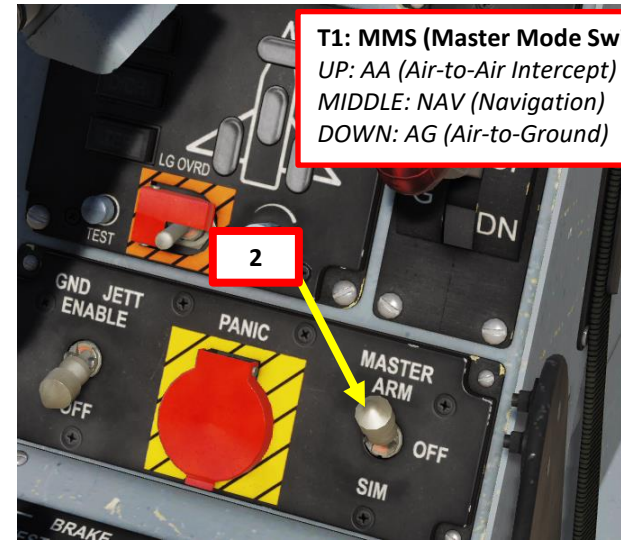 T1: MMS (Master Mode Sw
UP: AA (Air-to-Air Intercept)
MIDDLE: NAV (Navigation)
DOWN: AG (Air-to-Ground)
LG OVRD
TEST
DN
2
GND JETT
ENABLE
OFF
PANIC
MASTER
ARM
OFF
SIM
BRAKE